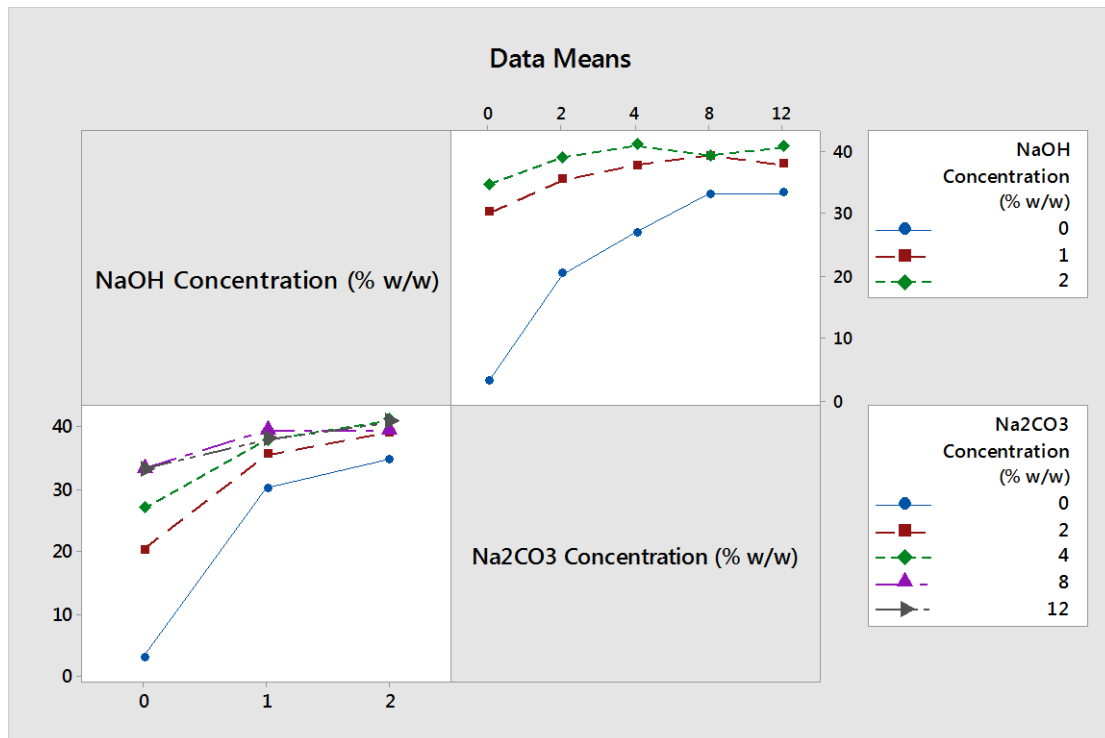 Data Means
0 2 4 8 12
NaOH Concentration (% w/w)
40
30
20
10
0
NaOH
Concentration
(% w/w)
0
1
2
40
30
20
10
0
Na2CO3 Concentration (% w/w)
Na2CO3
Concentration
(% w/w)
0
2
4
8
12
0 1 2